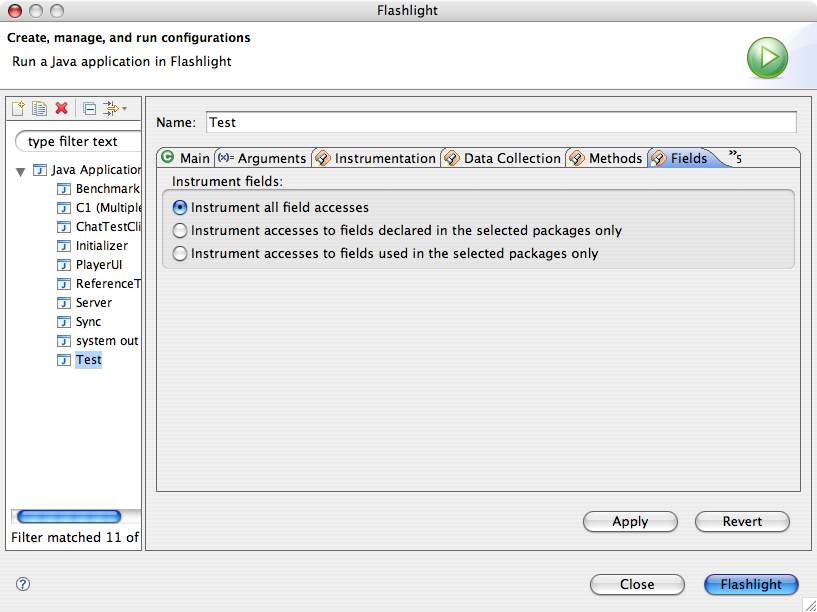 Flashlight
Create, manage, and run configurations
Run a Java application in Flashlight
type filter text
Java Application
Benchmark
C1 (Multiple
ChatTestCli
Initializer
PlayerUI
ReferenceT
Server
Sync
system out
Test
Filter matched 11 of
Name: Test
Main (x)= Arguments Instrumentation Data Collection Methods Fields »5
Instrument fields:
Instrument all field accesses
Instrument accesses to fields declared in the selected packages only
Instrument accesses to fields used in the selected packages only
Apply Revert
? Close Flashlight